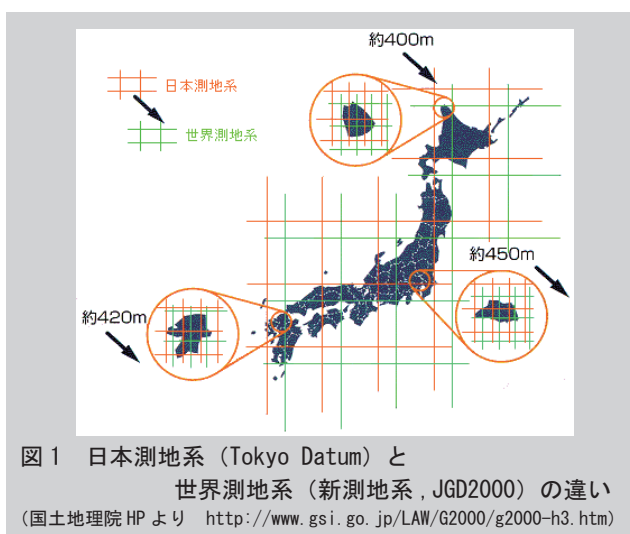 約400m
日本測地系
世界測地系
約450m
約420m
図1 日本測地系（Tokyo Datum）と
世界測地系（新測地系,JGD2000）の違い
（国土地理院HPより http://www.gsi.go.jp/LAW/G2000/g2000-h3.htm）